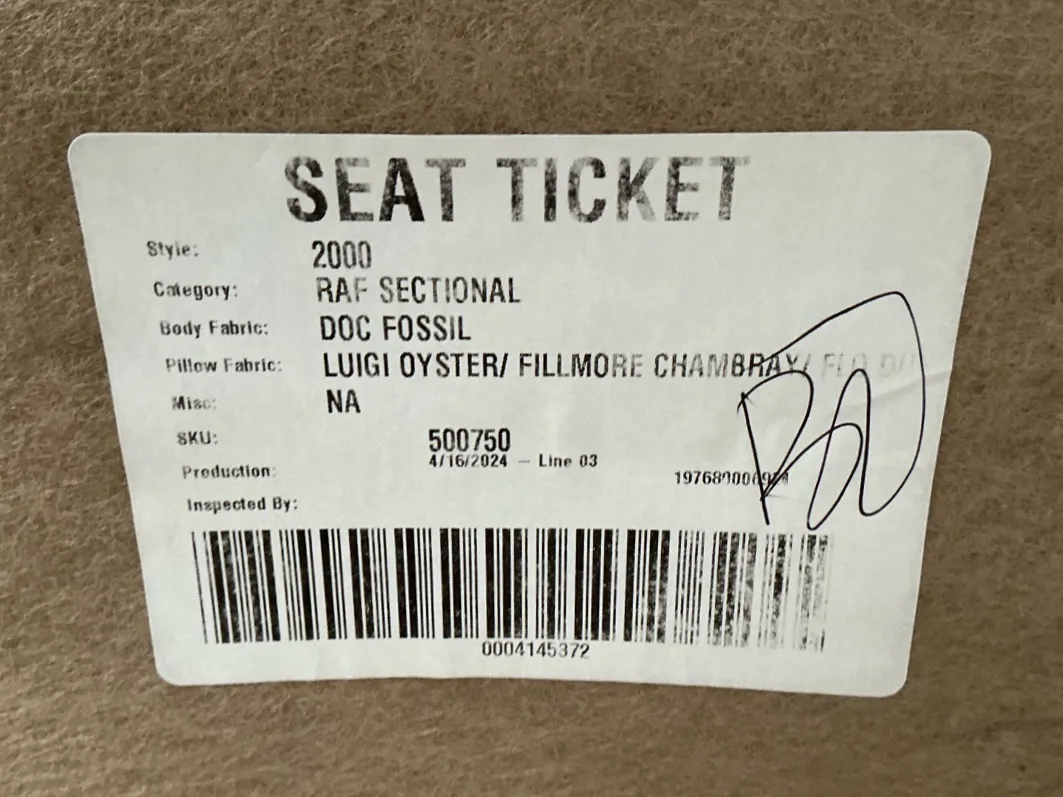 SEAT TICKET
Style: 2000
Category: RAF SECTIONAL
Body Fabric: DOC FOSSIL
Pillow Fabric: LUIGI OYSTER/ FILLMORE CHAMBRAY/ FLO
Misc: NA
SKU: 500750
Production: 4/16/2024 - Line 03
Inspected By:
0004145372